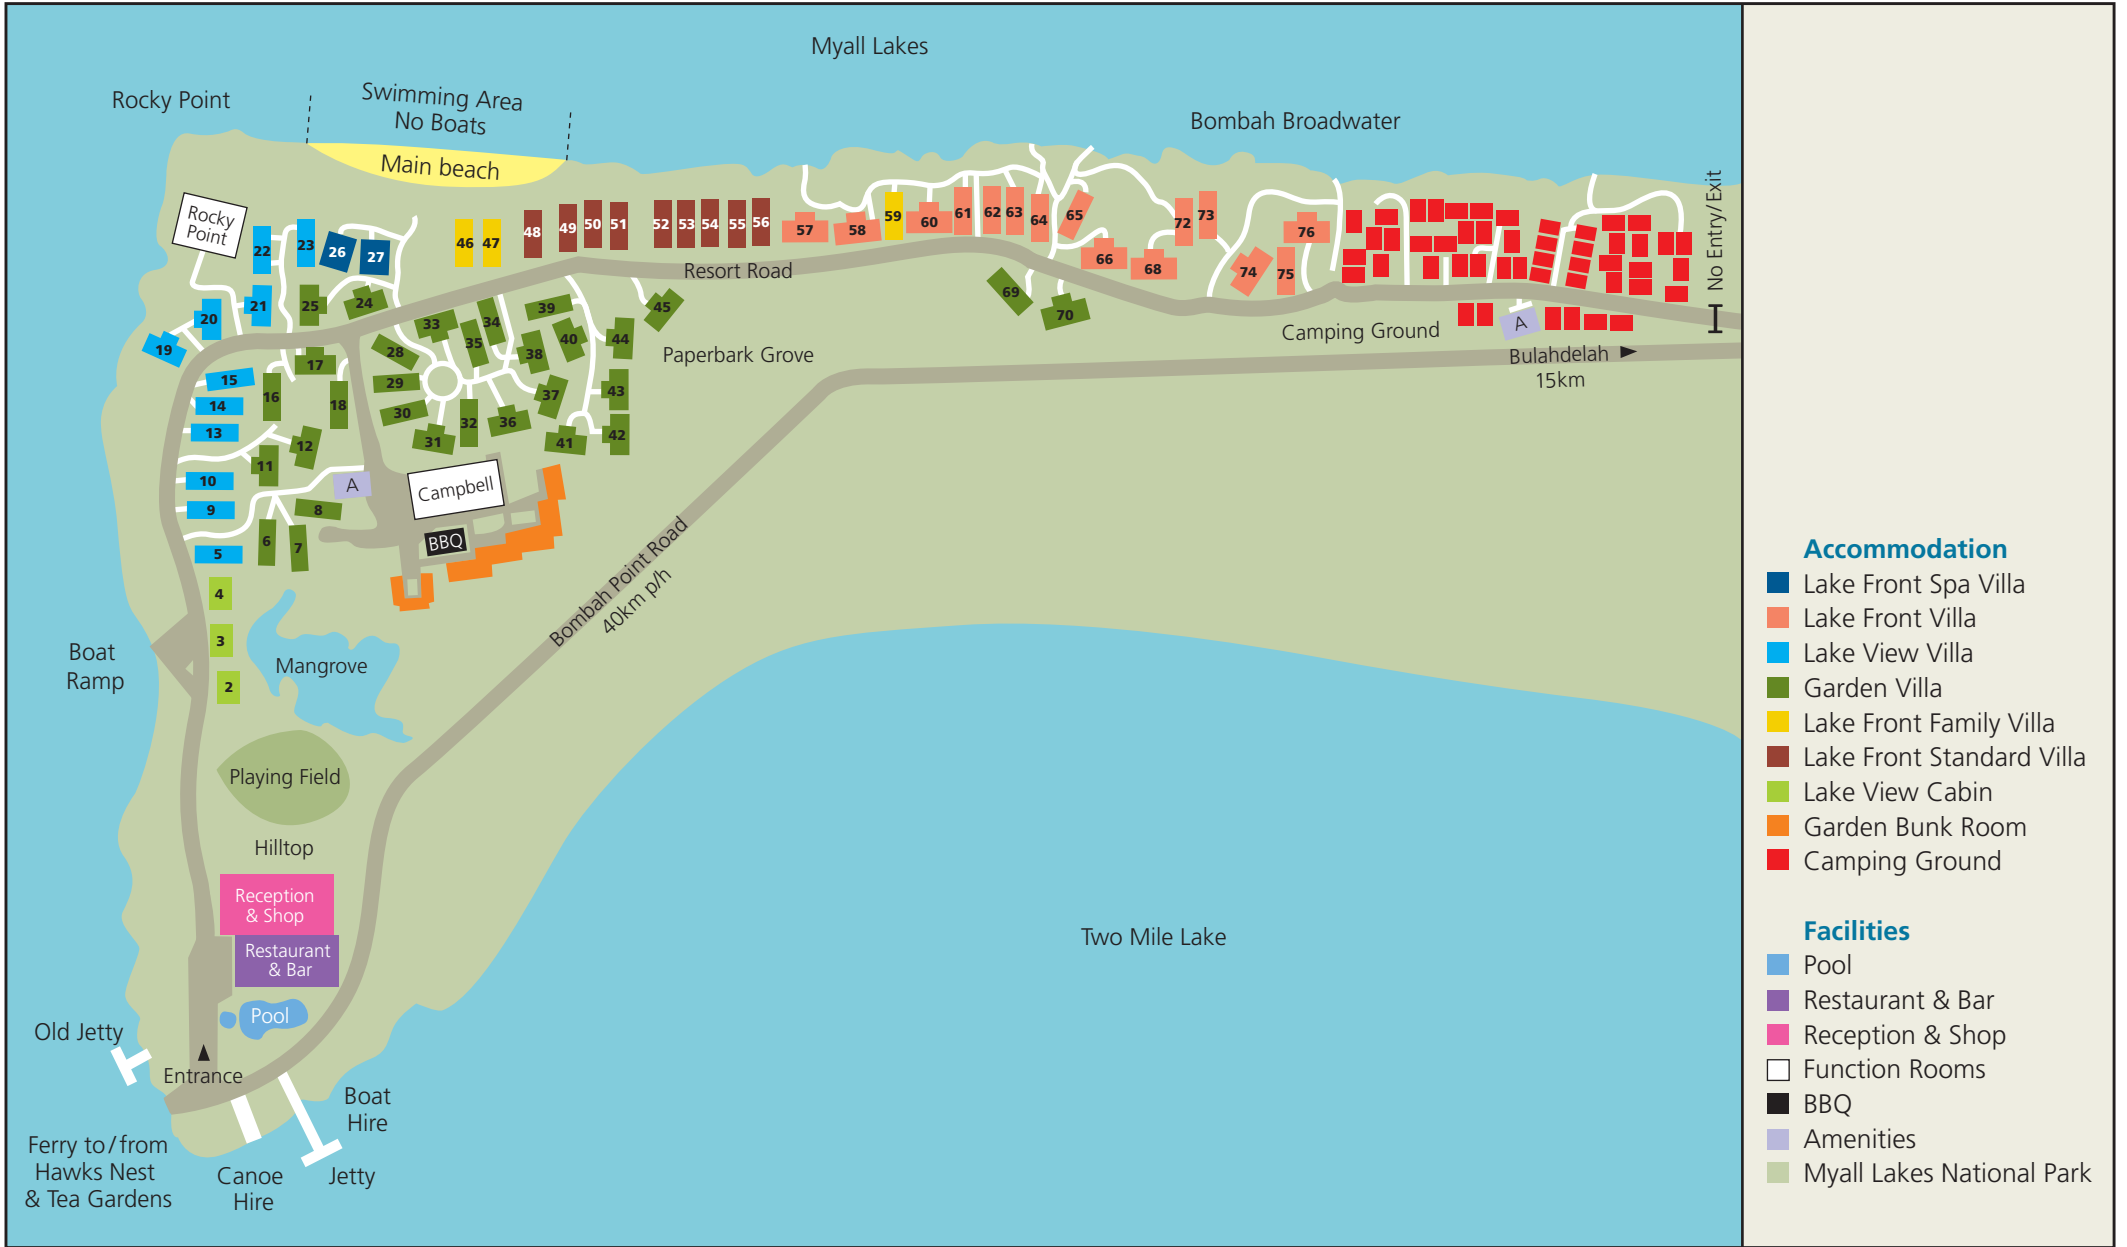 Myall Lakes
Rocky Point
Swimming Area
No Boats
Main beach
Bombah Broadwater
No Entry/Exit
Rocky
Point
22
23
26
27
46
47
48
49
50
51
52
53
54
55
56
57
58
59
60
61
62
63
64
65
66
68
72
73
74
75
76
Resort Road
69
70
19
20
21
25
24
33
34
35
39
38
40
44
45
Paperbark Grove
Camping Ground
A
Bulahdelah
15km
15
14
13
16
17
18
28
29
30
31
32
36
37
41
42
43
12
11
10
9
8
A
Campbell
BBQ
5
6
7
4
3
2
Bombah Point Road
40km p/h
Boat
Ramp
Mangrove
Playing Field
Hilltop
Reception
& Shop
Restaurant
& Bar
Pool
Two Mile Lake
Old Jetty
Entrance
Boat
Hire
Ferry to/from
Hawks Nest
& Tea Gardens
Canoe
Hire
Jetty
Accommodation
Lake Front Spa Villa
Lake Front Villa
Lake View Villa
Garden Villa
Lake Front Family Villa
Lake Front Standard Villa
Lake View Cabin
Garden Bunk Room
Camping Ground
Facilities
Pool
Restaurant & Bar
Reception & Shop
Function Rooms
BBQ
Amenities
Myall Lakes National Park